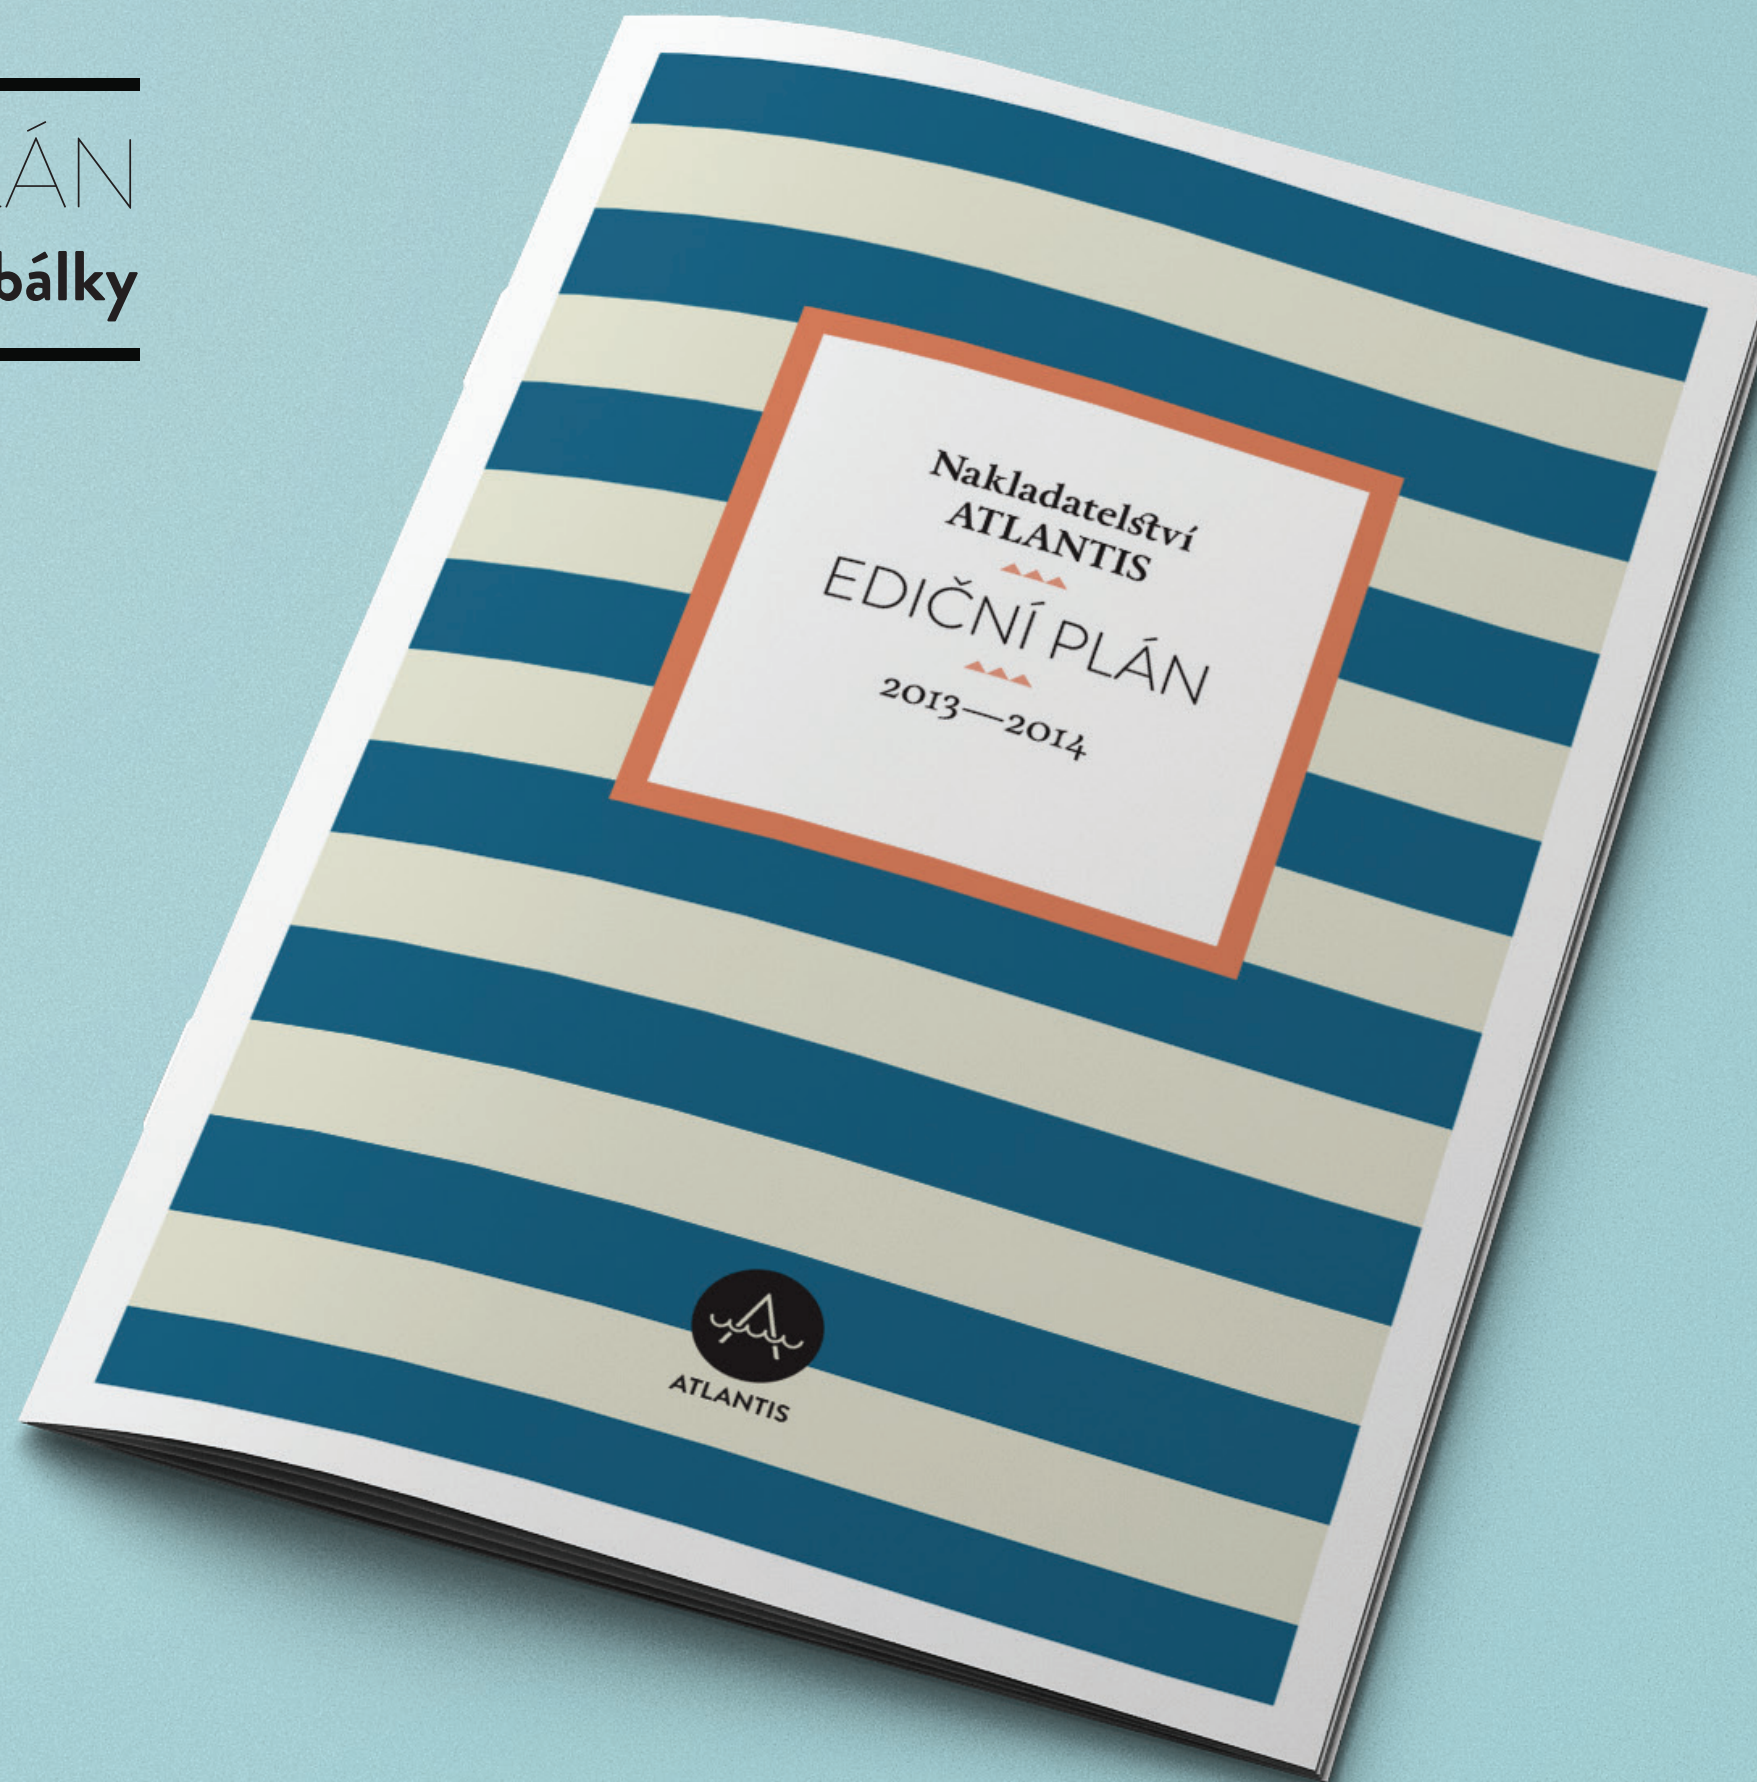 ÁN
bálky
Nakladatelství
ATLANTIS
EDIČNÍ PLÁN
2013—2014
ATLANTIS